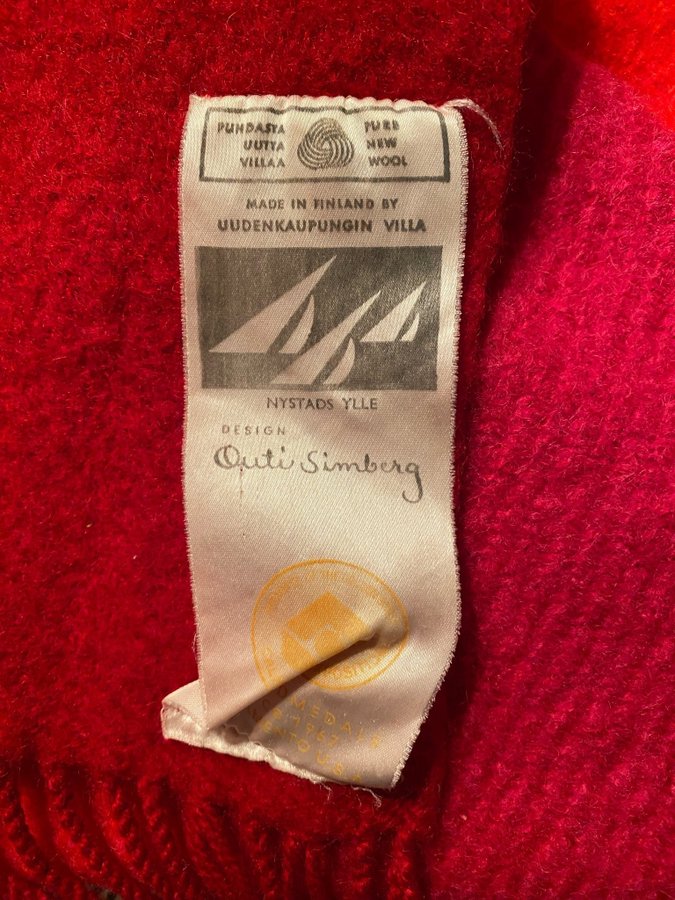 PUHDASTA
UUTTA
VILLAA
PURE
NEW
WOOL
MADE IN FINLAND BY
UUDENKAUPUNGIN VILLA
NYSTADS YLLE
DESIGN
Outi Simberg